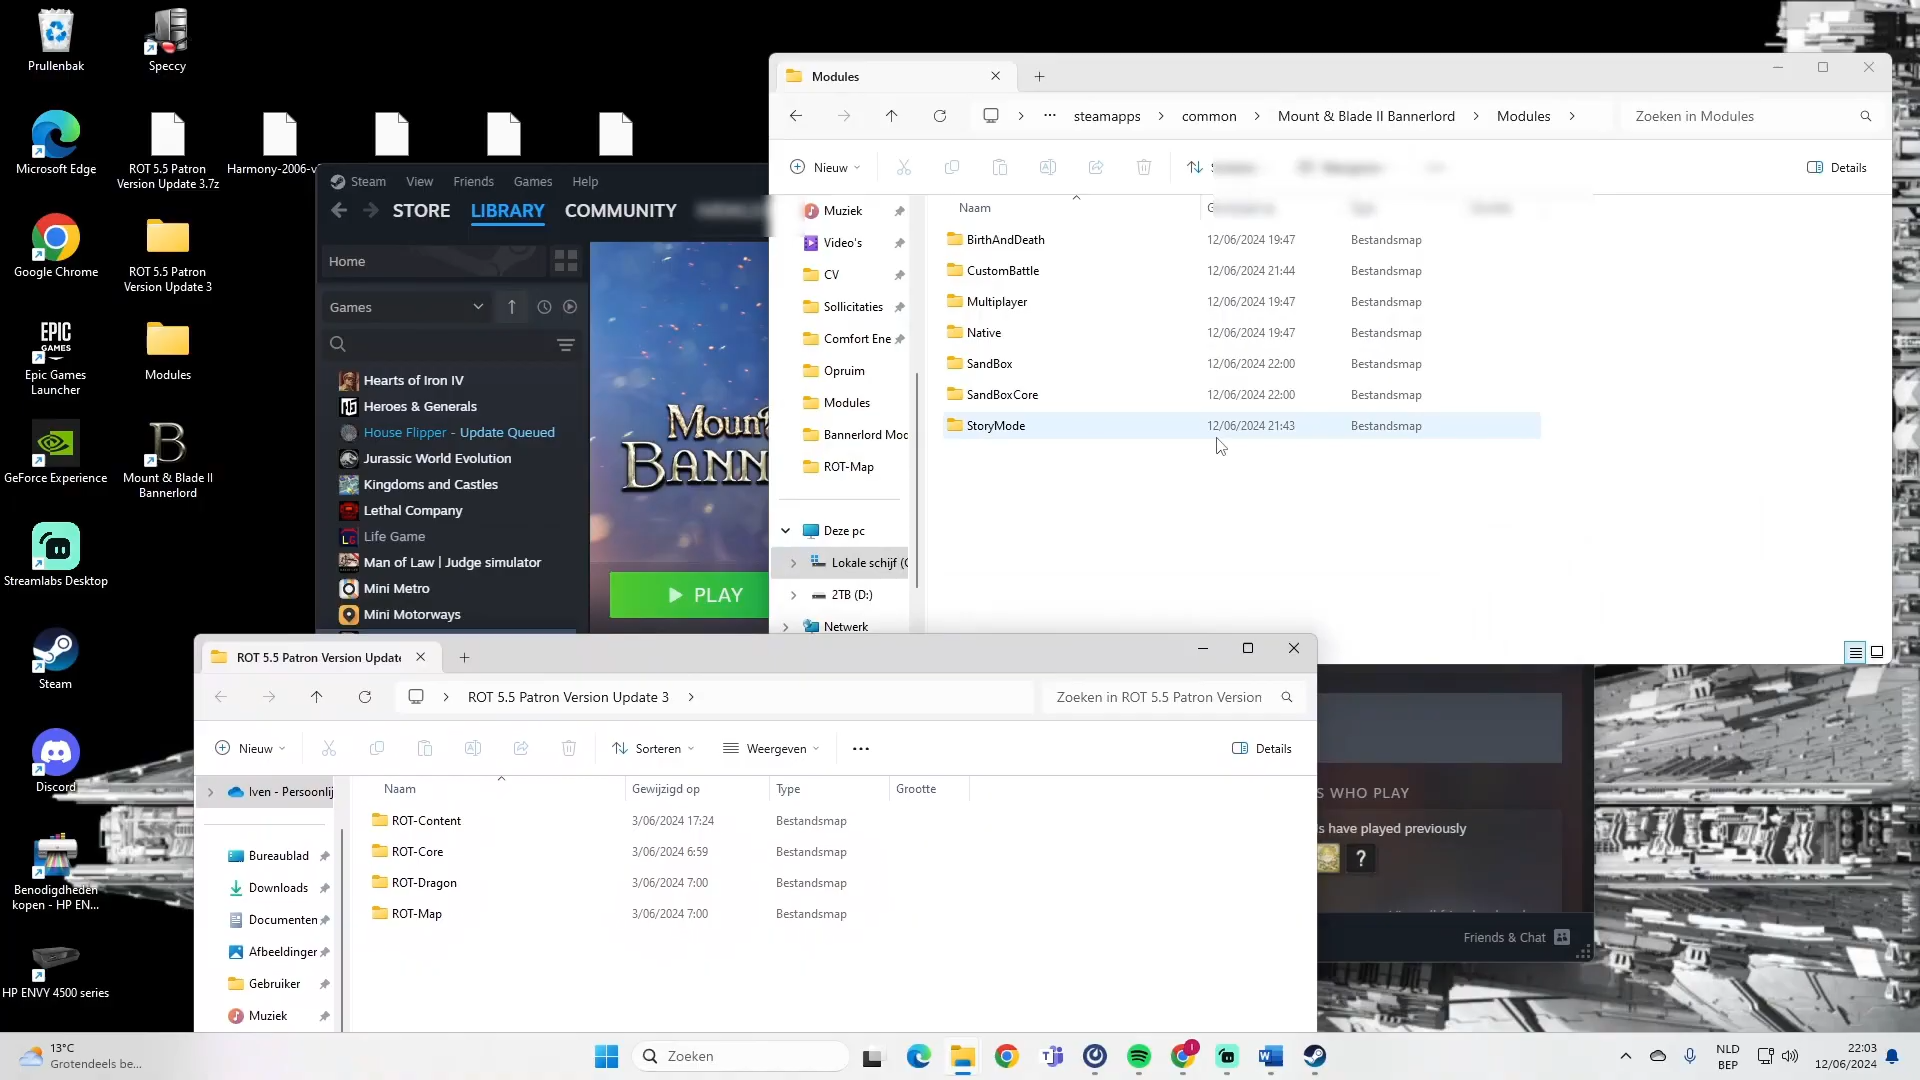 Prullenbak
Speccy
Microsoft Edge
ROT 5.5 Patron
Version Update 3.7z
Harmony-2006-v
Google Chrome
ROT 5.5 Patron
Version Update 3
Epic Games
Launcher
EPIC
GAMES
Modules
GeForce Experience
Mount & Blade II
Bannerlord
Streamlabs Desktop
Steam
Discord
Benodigdheden
kopen - HP EN...
HP ENVY 4500 series
Steam
View
Friends
Games
Help
STORE
LIBRARY
COMMUNITY
Home
Games
Hearts of Iron IV
Heroes & Generals
House Flipper - Update Queued
Jurassic World Evolution
Kingdoms and Castles
Lethal Company
Life Game
Man of Law | Judge simulator
Mini Metro
Mini Motorways
PLAY
S WHO PLAY
s have played previously
?
Friends & Chat
Modules
steamapps
common
Mount & Blade II Bannerlord
Modules
Zoeken in Modules
Nieuw
Details
Muziek
Video's
CV
Sollicitaties
Comfort Ene
Opruim
Modules
Bannerlord Moc
ROT-Map
Deze pc
Lokale schijf (C
2TB (D:)
Netwerk
Naam
BirthAndDeath 12/06/2024 19:47 Bestandsmap
CustomBattle 12/06/2024 21:44 Bestandsmap
Multiplayer 12/06/2024 19:47 Bestandsmap
Native 12/06/2024 19:47 Bestandsmap
SandBox 12/06/2024 22:00 Bestandsmap
SandBoxCore 12/06/2024 22:00 Bestandsmap
StoryMode 12/06/2024 21:43 Bestandsmap
ROT 5.5 Patron Version Update
ROT 5.5 Patron Version Update 3
Zoeken in ROT 5.5 Patron Version
Nieuw
Sorteren
Weergeven
Details
Iven - Persoonlij
Bureaublad
Downloads
Documenten
Afbeeldingen
Gebruiker
Muziek
Naam Gewijzigd op Type Grootte
ROT-Content 3/06/2024 17:24 Bestandsmap
ROT-Core 3/06/2024 6:59 Bestandsmap
ROT-Dragon 3/06/2024 7:00 Bestandsmap
ROT-Map 3/06/2024 7:00 Bestandsmap
13°C
Grotendeels be...
Zoeken
NLD
BEP
22:03
12/06/2024